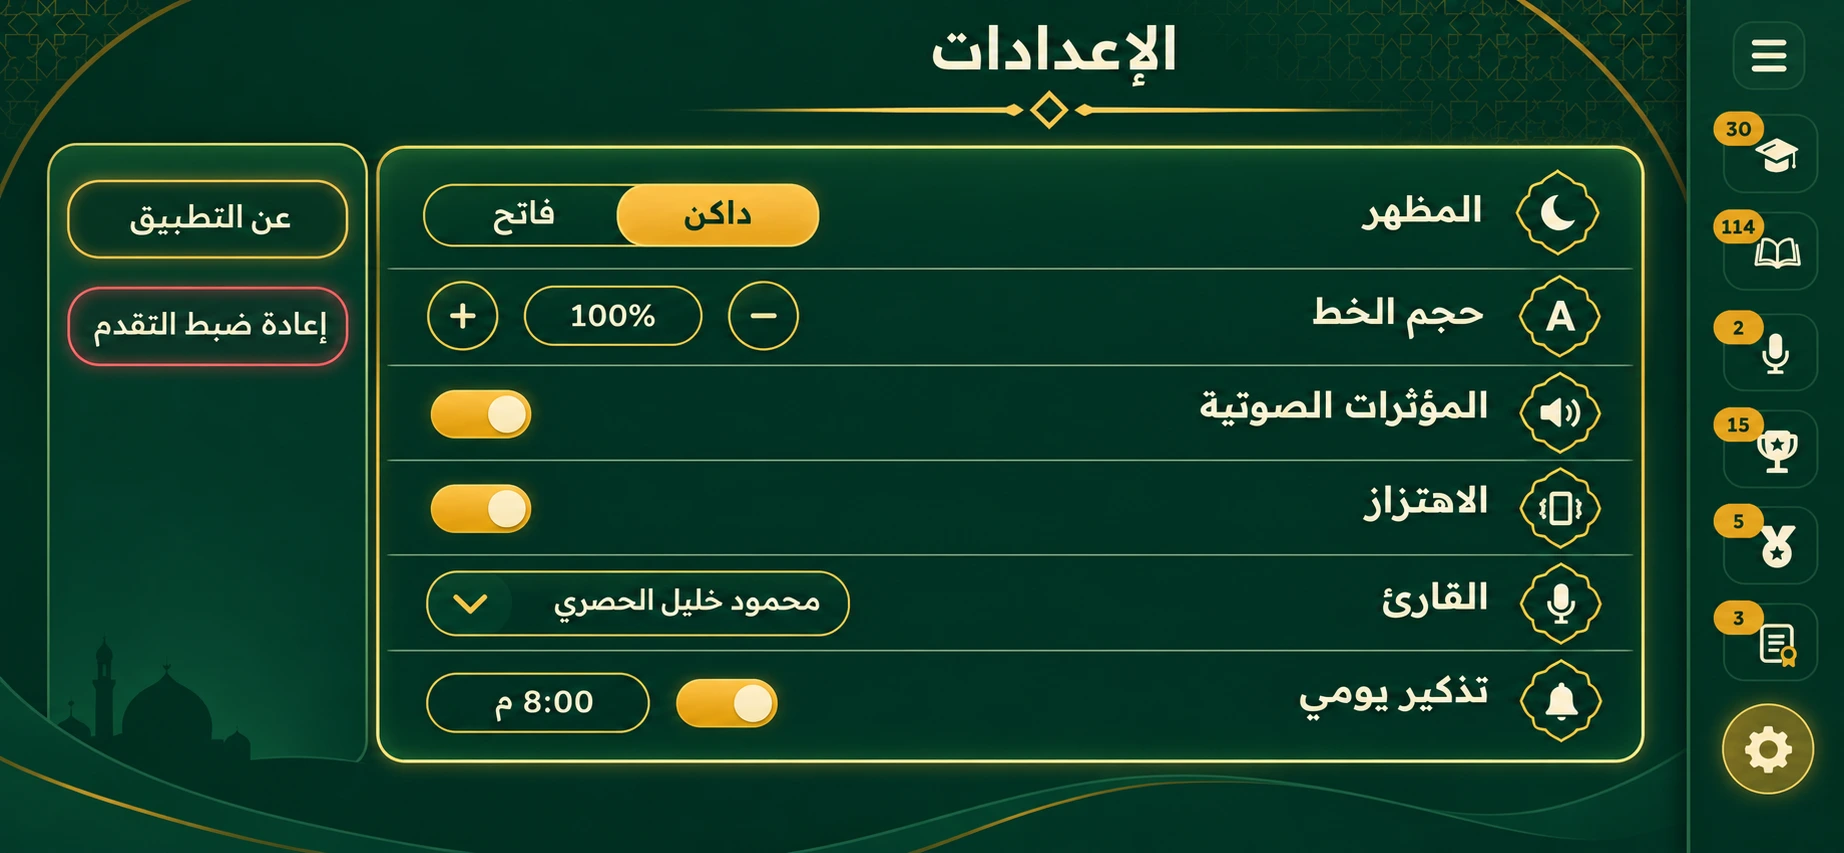 الإعدادات
30
114
2
15
5
3
المظهر
داكن
فاتح
A
حجم الخط
−
100%
+
المؤثرات الصوتية
الاهتزاز
القارئ
محمود خليل الحصري
تذكير يومي
8:00 م
عن التطبيق
إعادة ضبط التقدم